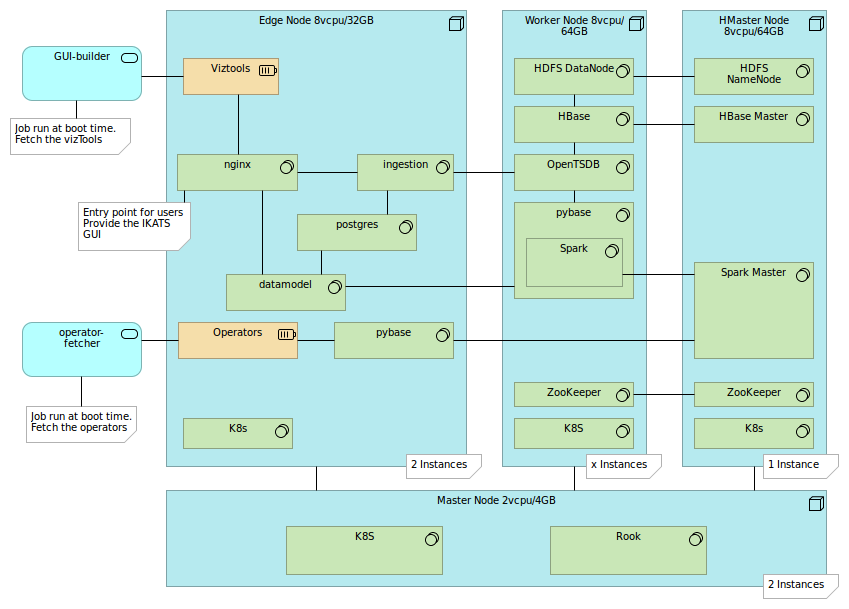 Edge Node 8vcpu/32GB
Worker Node 8vcpu/
64GB
HMaster Node
8vcpu/64GB
GUI-builder
Viztools
HDFS DataNode
HDFS
NameNode
Job run at boot time.
Fetch the vizTools
HBase
HBase Master
nginx
ingestion
OpenTSDB
Entry point for users
Provide the IKATS
GUI
postgres
pybase
Spark
datamodel
Spark Master
operator-
fetcher
Operators
pybase
Job run at boot time.
Fetch the operators
ZooKeeper
ZooKeeper
K8s
K8S
K8s
2 Instances
x Instances
1 Instance
Master Node 2vcpu/4GB
K8S
Rook
2 Instances